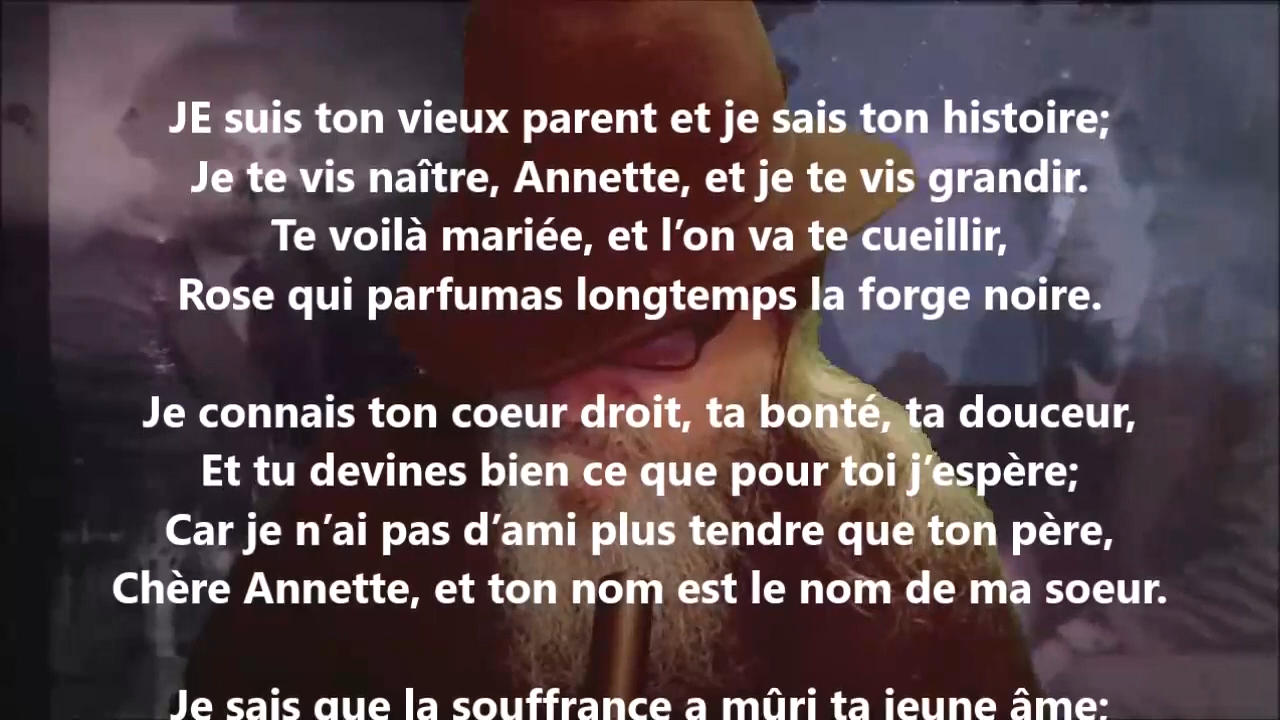 JE suis ton vieux parent et je sais ton histoire;
Je te vis naître, Annette, et je te vis grandir.
Te voilà mariée, et l’on va te cueillir,
Rose qui parfumas longtemps la forge noire.
Je connais ton coeur droit, ta bonté, ta douceur,
Et tu devines bien ce que pour toi j’espère;
Car je n’ai pas d’ami plus tendre que ton père,
Chère Annette, et ton nom est le nom de ma soeur.
Je sais que la souffrance a mûri ta jeune âme;